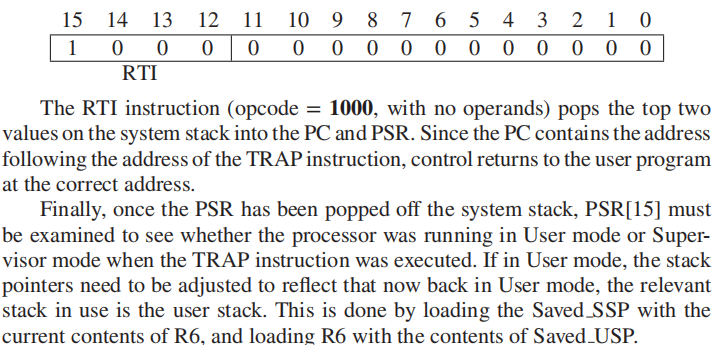 15 14 13 12 11 10 9 8 7 6 5 4 3 2 1 0
1 0 0 0 0 0 0 0 0 0 0 0 0 0 0 0
RTI
The RTI instruction (opcode = 1000, with no operands) pops the top two
values on the system stack into the PC and PSR. Since the PC contains the address
following the address of the TRAP instruction, control returns to the user program
at the correct address.
Finally, once the PSR has been popped off the system stack, PSR[15] must
be examined to see whether the processor was running in User mode or Super-
visor mode when the TRAP instruction was executed. If in User mode, the stack
pointers need to be adjusted to reflect that now back in User mode, the relevant
stack in use is the user stack. This is done by loading the Saved_SSP with the
current contents of R6, and loading R6 with the contents of Saved_USP.